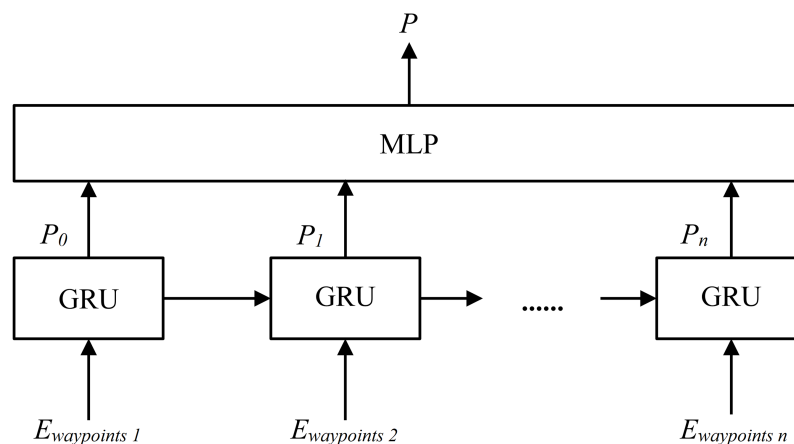 P
MLP
P0 P1 Pn
GRU GRU ...... GRU
Ewaypoints 1 Ewaypoints 2 Ewaypoints n